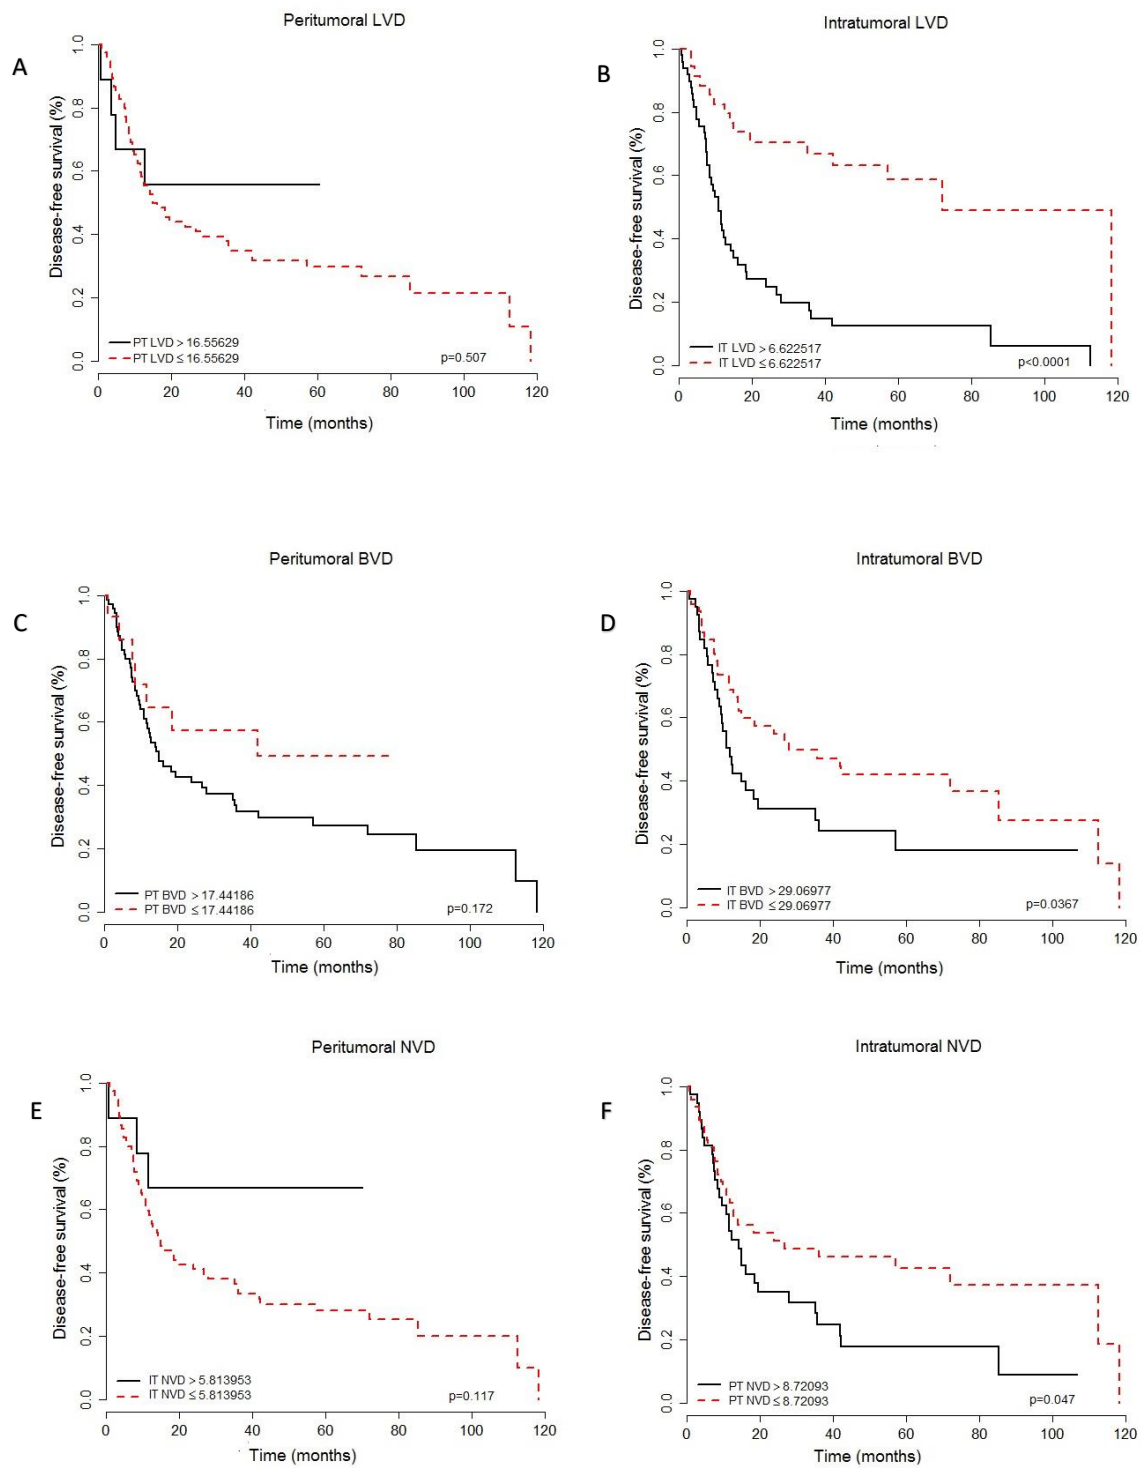 Peritumoral LVD
A
Disease-free survival (%)
1.0
0.8
0.6
0.4
0.2
0.0
PT LVD > 16.55629
PT LVD ≤ 16.55629
p=0.507
0 20 40 60 80 100 120
Time (months)
Intratumoral LVD
B
Disease-free survival (%)
1.0
0.8
0.6
0.4
0.2
0.0
IT LVD > 6.622517
IT LVD ≤ 6.622517
p<0.0001
0 20 40 60 80 100 120
Time (months)
Peritumoral BVD
C
Disease-free survival (%)
1.0
0.8
0.6
0.4
0.2
0.0
PT BVD > 17.44186
PT BVD ≤ 17.44186
p=0.172
0 20 40 60 80 100 120
Time (months)
Intratumoral BVD
D
Disease-free survival (%)
1.0
0.8
0.6
0.4
0.2
0.0
IT BVD > 29.06977
IT BVD ≤ 29.06977
p=0.0367
0 20 40 60 80 100 120
Time (months)
Peritumoral NVD
E
Disease-free survival (%)
1.0
0.8
0.6
0.4
0.2
0.0
IT NVD > 5.813953
IT NVD ≤ 5.813953
p=0.117
0 20 40 60 80 100 120
Time (months)
Intratumoral NVD
F
Disease-free survival (%)
1.0
0.8
0.6
0.4
0.2
0.0
PT NVD > 8.72093
PT NVD ≤ 8.72093
p=0.047
0 20 40 60 80 100 120
Time (months)